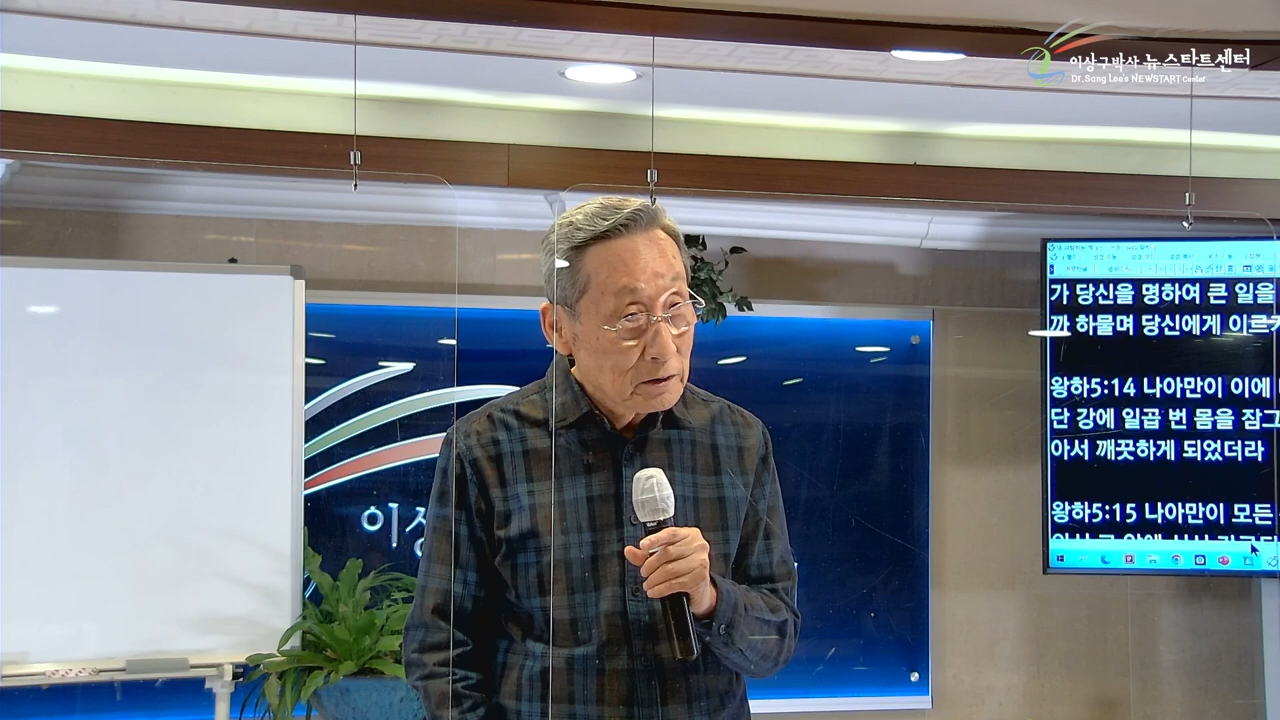 이상구박사 뉴스타트센터
Dr. Sang Lee's NEWSTART Center
가 당신을 명하여 큰 일을
까 하물며 당신에게 이르
왕하5:14 나아만이 이에
단 강에 일곱 번 몸을 잠그
아서 깨끗하게 되었더라
왕하5:15 나아만이 모든
이상